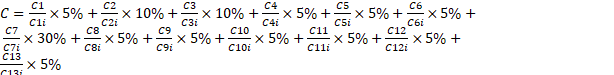 C = C1/C1i × 5% + C2/C2i × 10% + C3/C3i × 10% + C4/C4i × 5% + C5/C5i × 5% + C6/C6i × 5% +
C7/C7i × 30% + C8/C8i × 5% + C9/C9i × 5% + C10/C10i × 5% + C11/C11i × 5% + C12/C12i × 5% +
C13/C13i × 5%